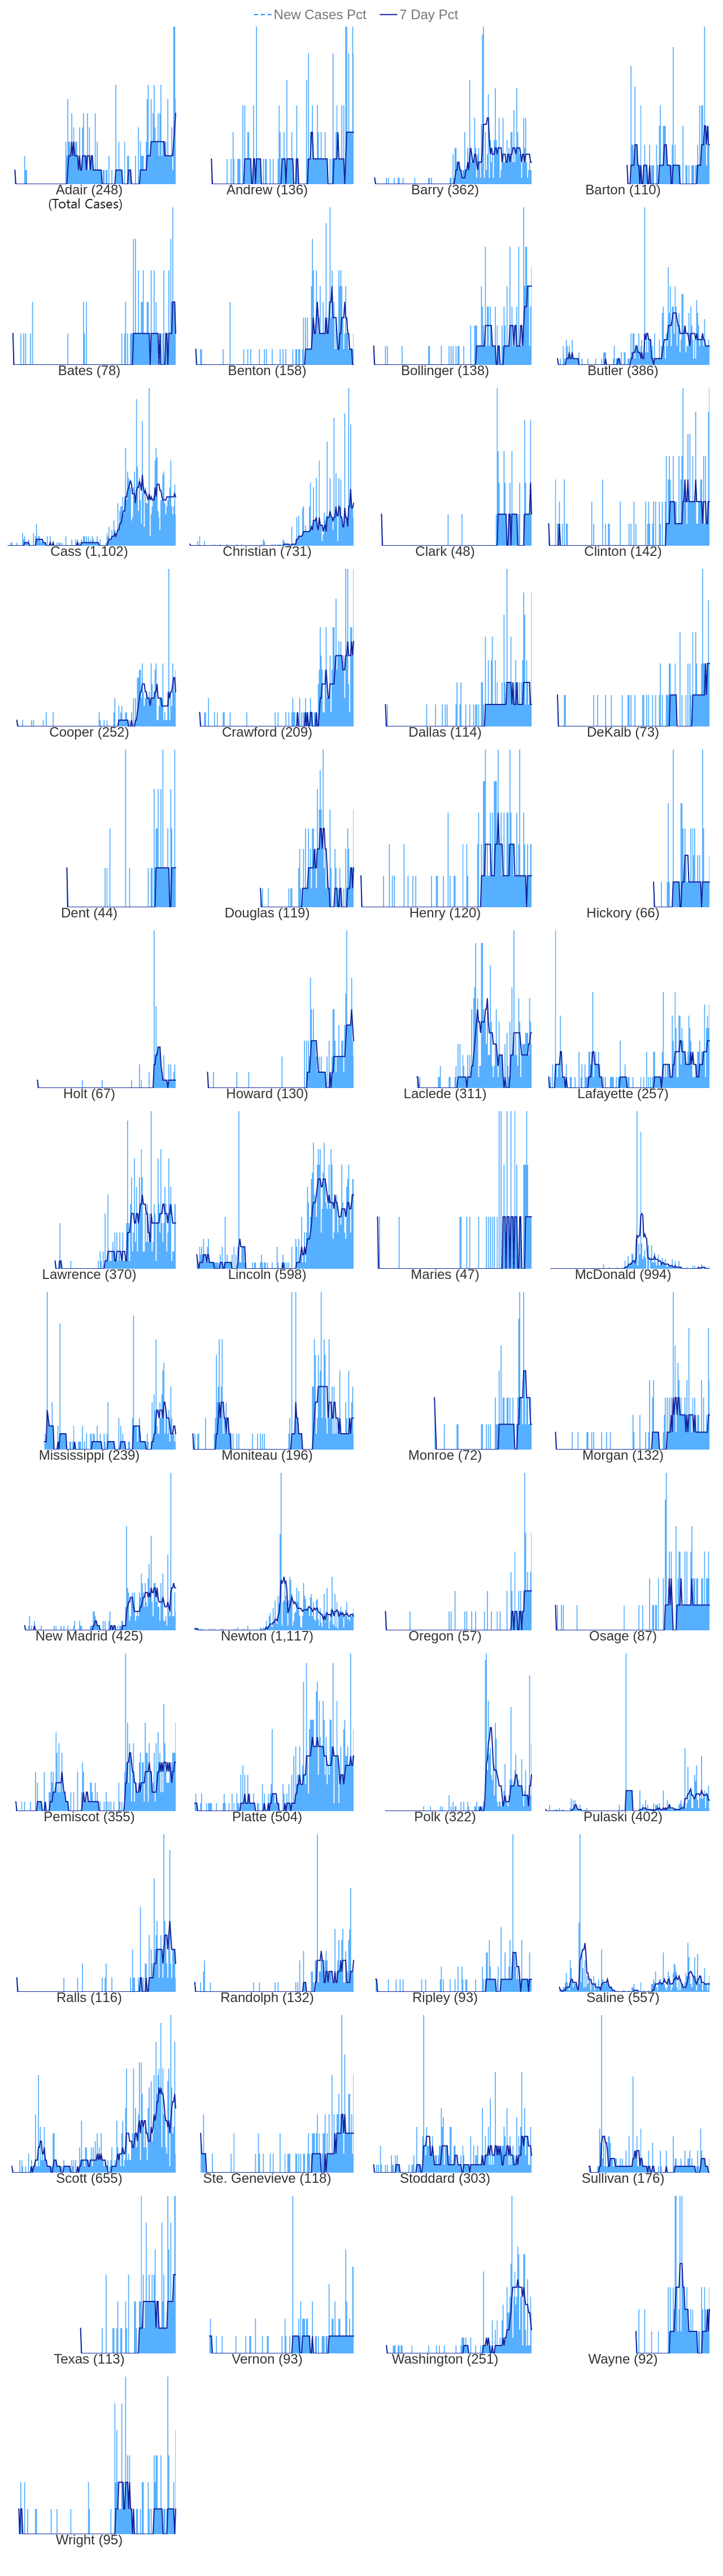 New Cases Pct 7 Day Pct
Adair (248) Andrew (136) Barry (362) Barton (110)
(Total Cases)
Bates (78) Benton (158) Bollinger (138) Butler (386)
Cass (1,102) Christian (731) Clark (48) Clinton (142)
Cooper (252) Crawford (209) Dallas (114) DeKalb (73)
Dent (44) Douglas (119) Henry (120) Hickory (66)
Holt (67) Howard (130) Laclede (311) Lafayette (257)
Lawrence (370) Lincoln (598) Maries (47) McDonald (994)
Mississippi (239) Moniteau (196) Monroe (72) Morgan (132)
New Madrid (425) Newton (1,117) Oregon (57) Osage (87)
Pemiscot (355) Platte (504) Polk (322) Pulaski (402)
Ralls (116) Randolph (132) Ripley (93) Saline (557)
Scott (655) Ste. Genevieve (118) Stoddard (303) Sullivan (176)
Texas (113) Vernon (93) Washington (251) Wayne (92)
Wright (95)